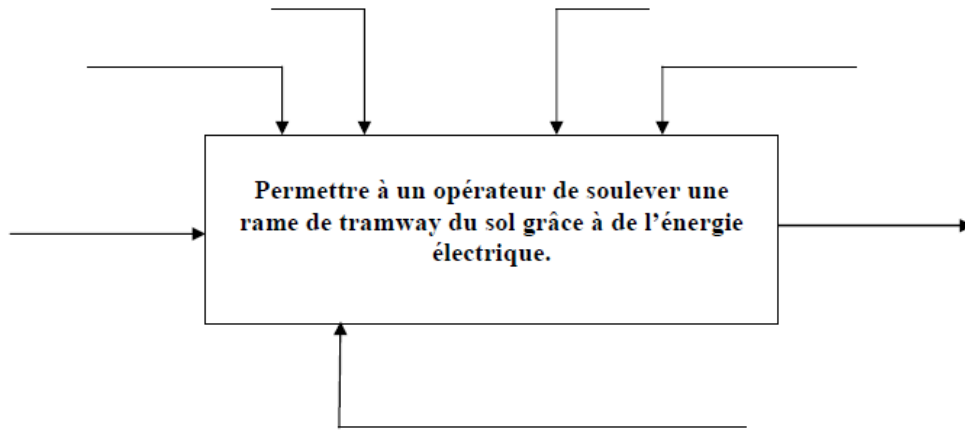 Permettre à un opérateur de soulever une
rame de tramway du sol grâce à de l’énergie
électrique.